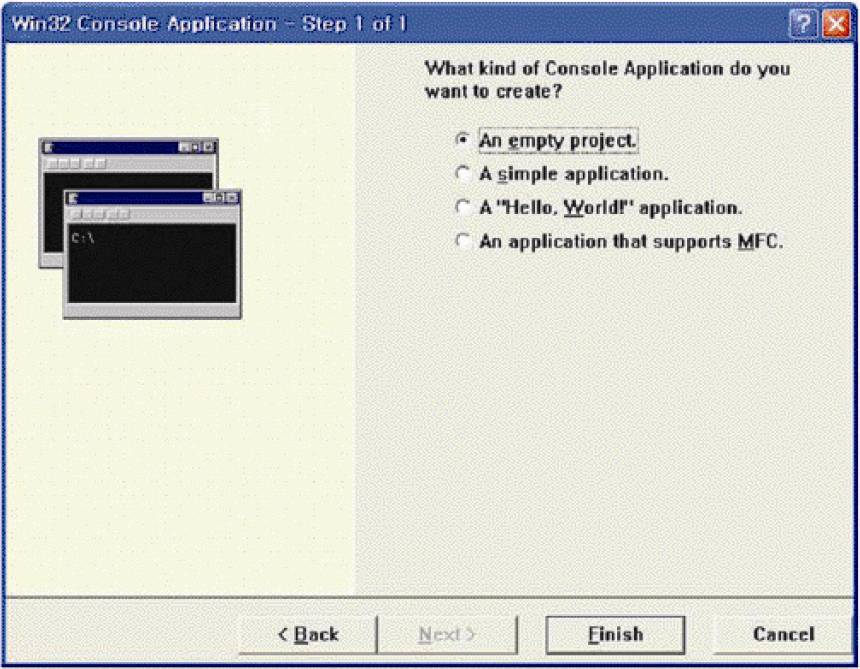 Win32 Console Application - Step 1 of 1
What kind of Console Application do you
want to create?
An empty project.
A simple application.
A "Hello, World!" application.
An application that supports MFC.
C:\
< Back
Next >
Finish
Cancel